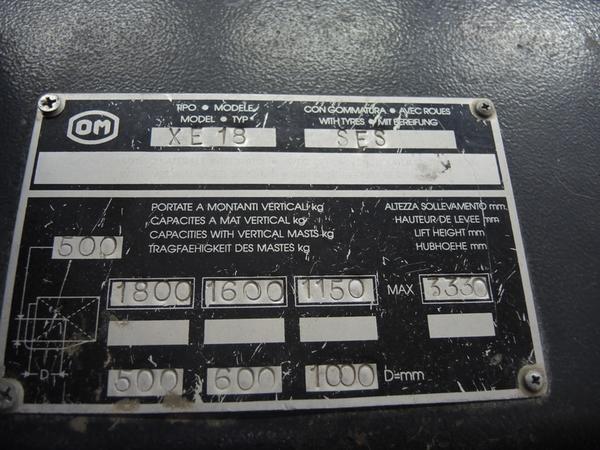 OM
TIPO • MODELE
MODEL • TYP
XE 18
CON GOMMATURA • AVEC ROUES
WITH TYRES • MIT BEREIFUNG
SES
PORTATE A MONTANTI VERTICALI kg
CAPACITES A MAT VERTICAL kg
CAPACITIES WITH VERTICAL MASTS kg
TRAGFAEHIGKEIT DES MASTES kg
ALTEZZA SOLLEVAMENTO mm.
HAUTEUR DE LEVEE mm
LIFT HEIGHT mm
HUBHOEHE mm
500
1800 1600 1150 MAX 3330
D
500 600 1000 D=mm